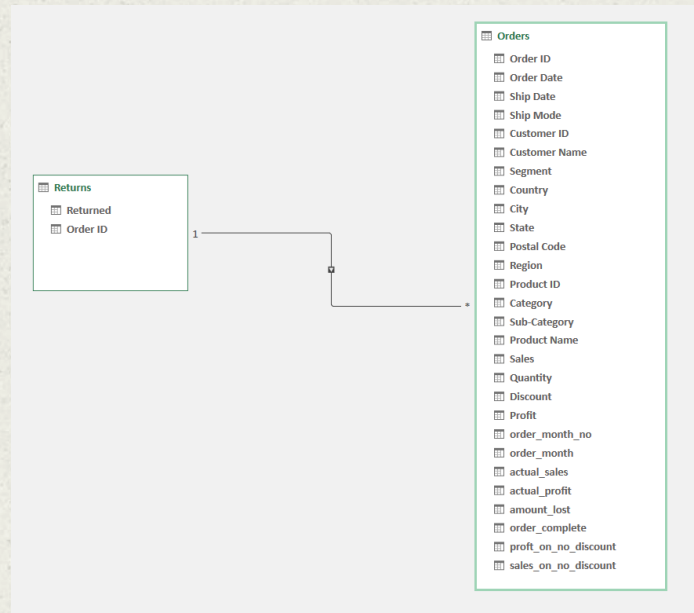 Returns
Returned
Order ID
1
*
Orders
Order ID
Order Date
Ship Date
Ship Mode
Customer ID
Customer Name
Segment
Country
City
State
Postal Code
Region
Product ID
Category
Sub-Category
Product Name
Sales
Quantity
Discount
Profit
order_month_no
order_month
actual_sales
actual_profit
amount_lost
order_complete
proft_on_no_discount
sales_on_no_discount